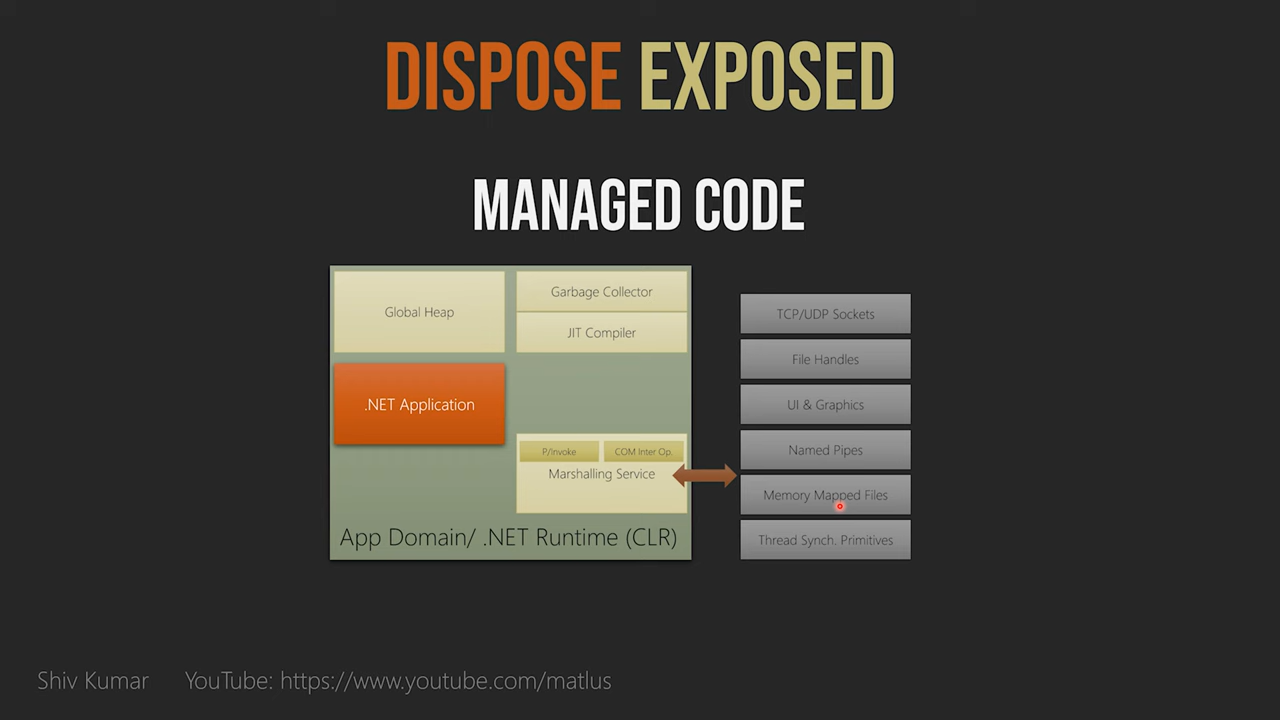 DISPOSE EXPOSED
MANAGED CODE
Global Heap
Garbage Collector
JIT Compiler
.NET Application
P/Invoke
COM Inter Op.
Marshalling Service
App Domain/ .NET Runtime (CLR)
TCP/UDP Sockets
File Handles
UI & Graphics
Named Pipes
Memory Mapped Files
Thread Synch. Primitives
Shiv Kumar YouTube: https://www.youtube.com/matlus